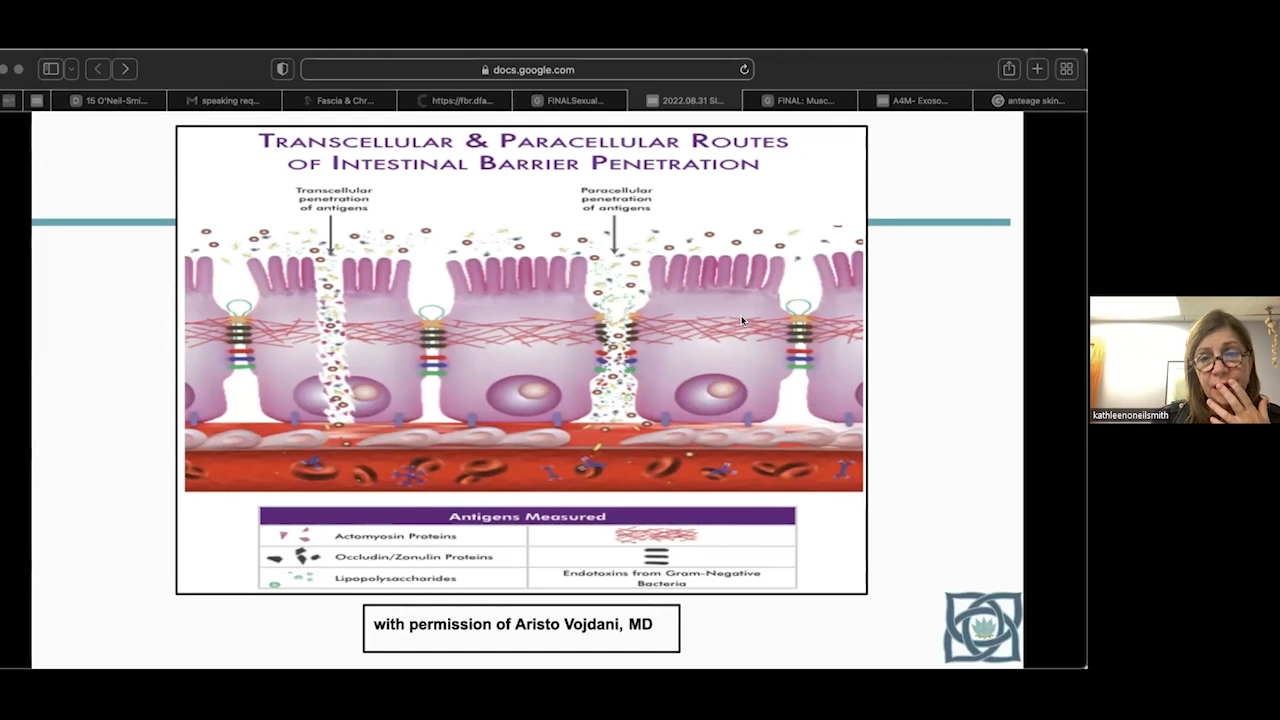 docs.google.com
15 O'Neil-Smi...
speaking req...
Fascia & Chr...
https://fbr.dfa...
FINALSexual...
2022.08.31 SI...
FINAL: Musc...
A4M- Exoso...
anteage skin...
TRANSCELLULAR & PARACELLULAR ROUTES
OF INTESTINAL BARRIER PENETRATION
Transcellular
penetration
of antigens
Paracellular
penetration
of antigens
kathleenoneilsmith
Antigens Measured
Actomyosin Proteins
Occludin/Zonulin Proteins
Lipopolysaccharides
Endotoxins from Gram-Negative
Bacteria
with permission of Aristo Vojdani, MD